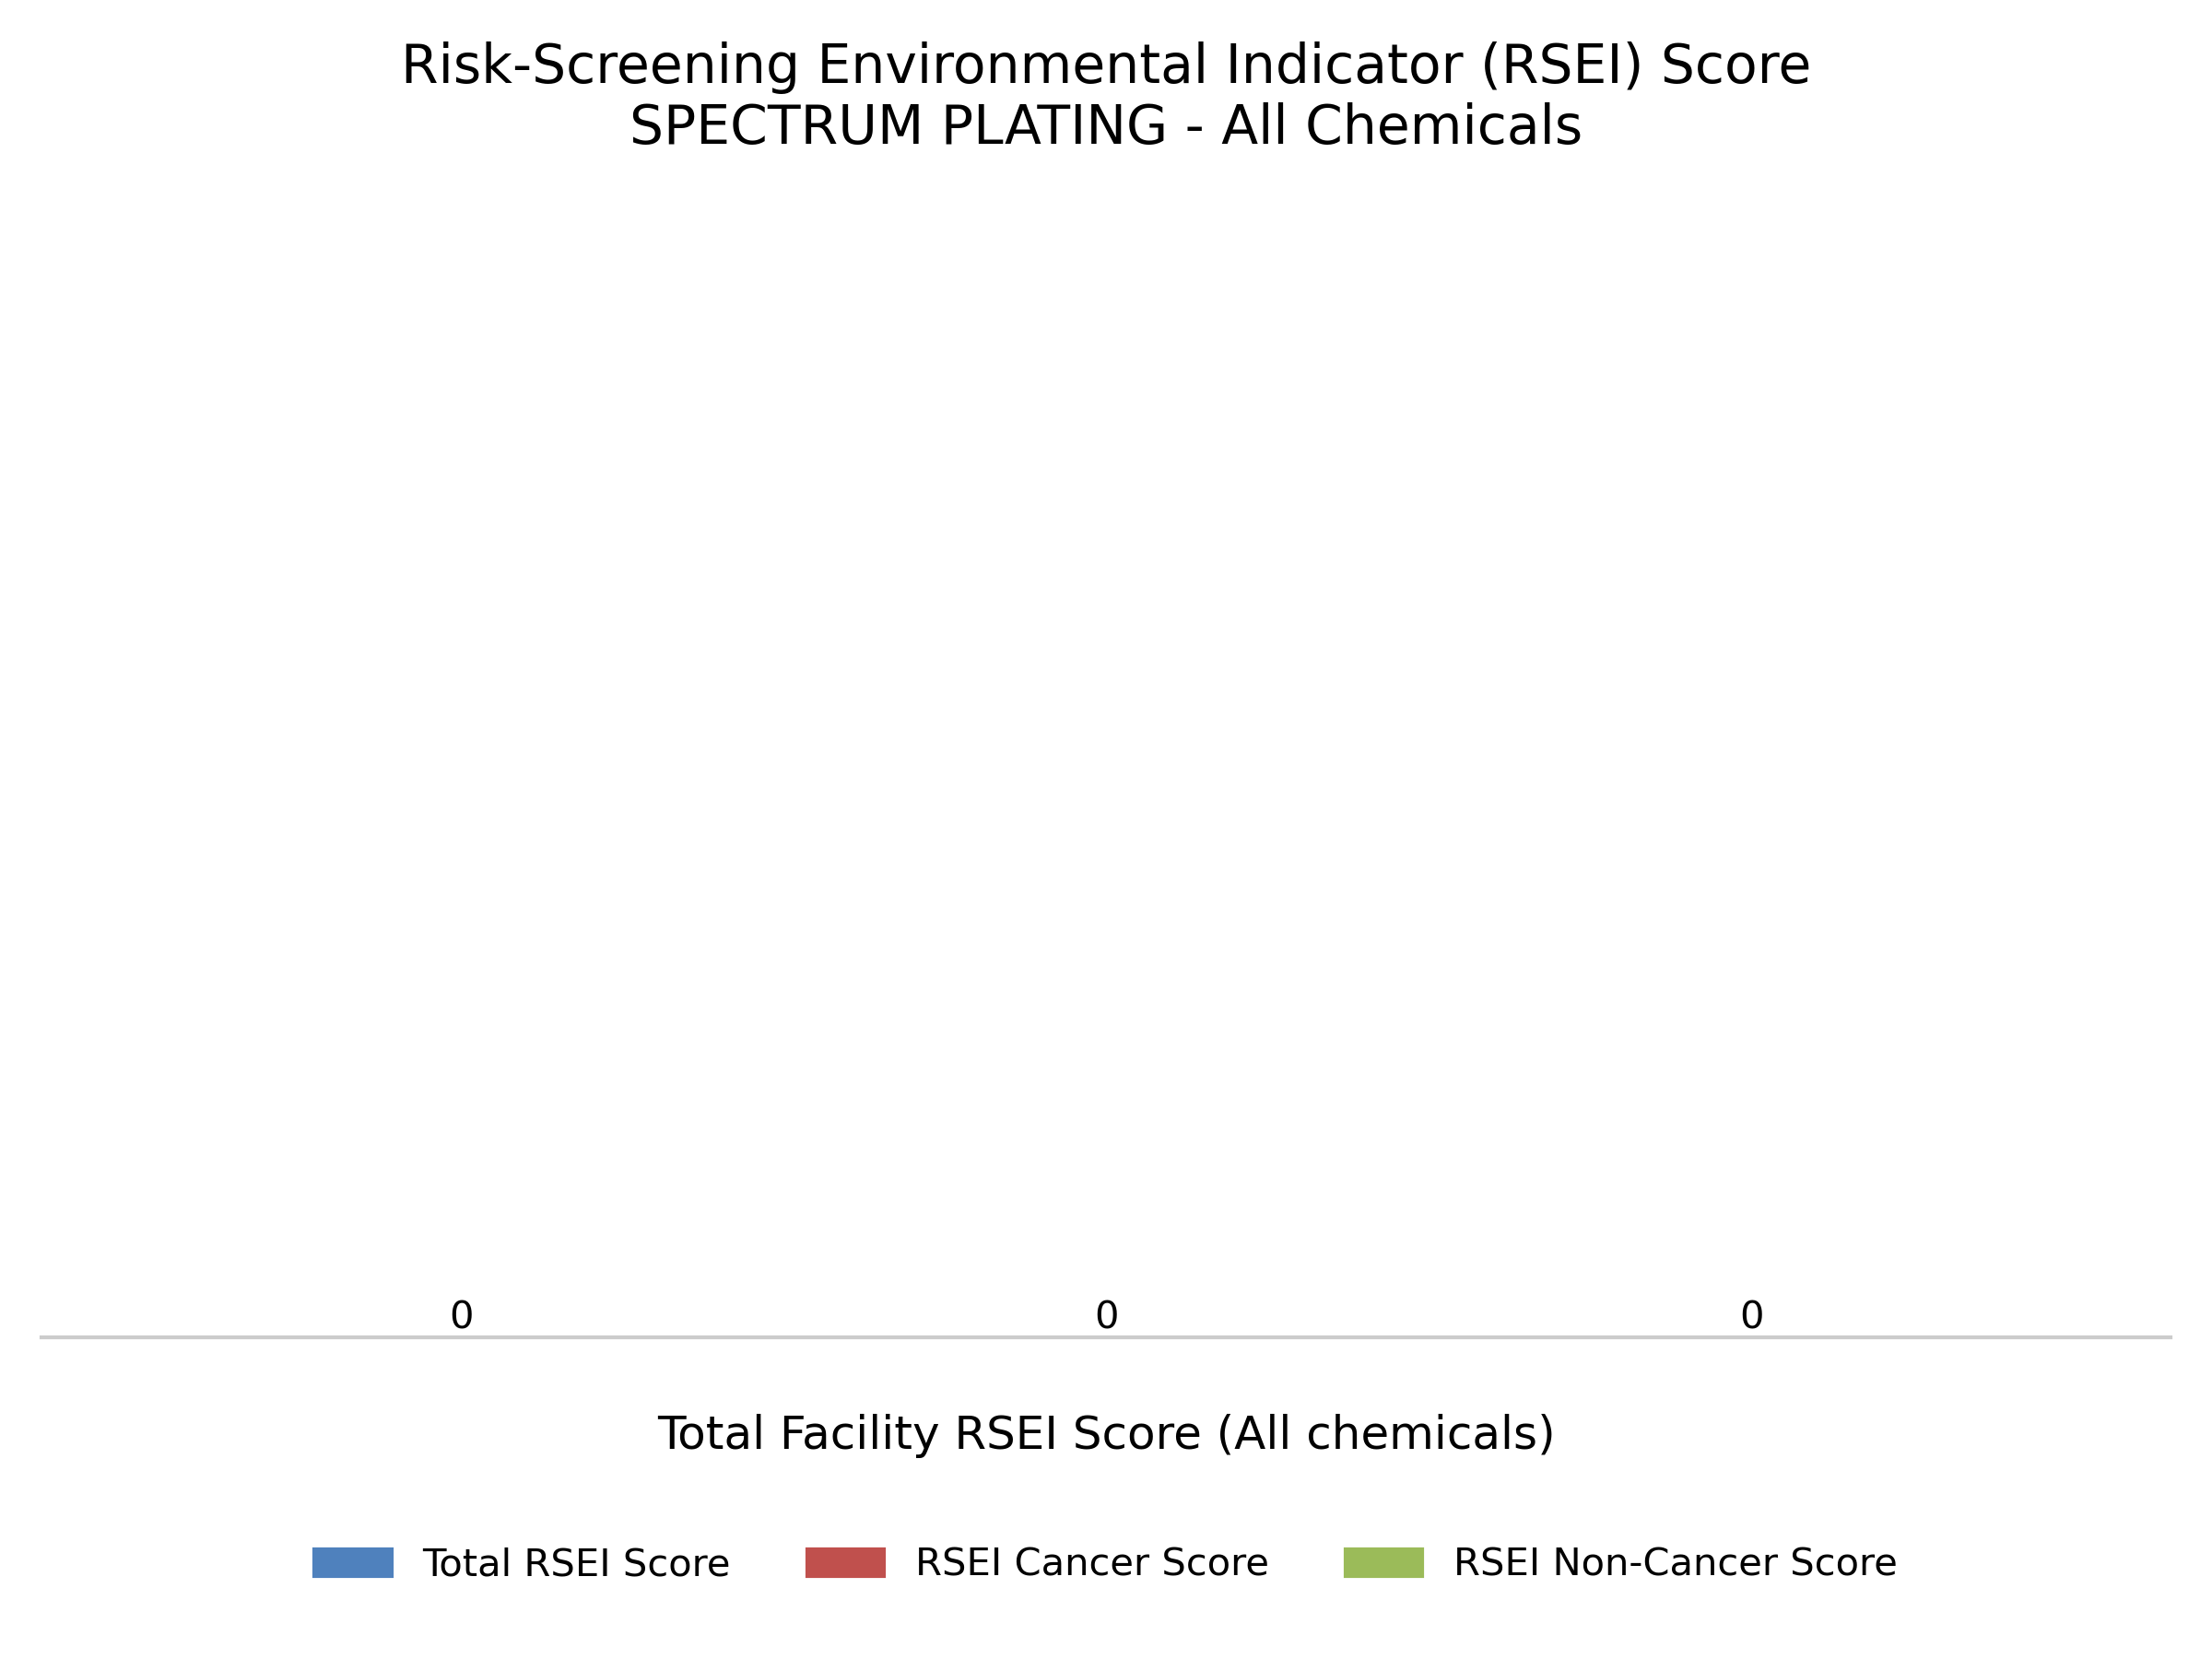 Risk-Screening Environmental Indicator (RSEI) Score
SPECTRUM PLATING - All Chemicals
0 0 0
Total Facility RSEI Score (All chemicals)
Total RSEI Score RSEI Cancer Score RSEI Non-Cancer Score